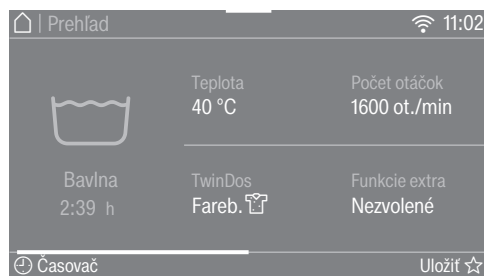 | Prehľad 11:02
Teplota
40 °C
Počet otáčok
1600 ot./min
Bavlna
2:39 h
TwinDos
Fareb.
Funkcie extra
Nezvolené
Časovač
Uložiť